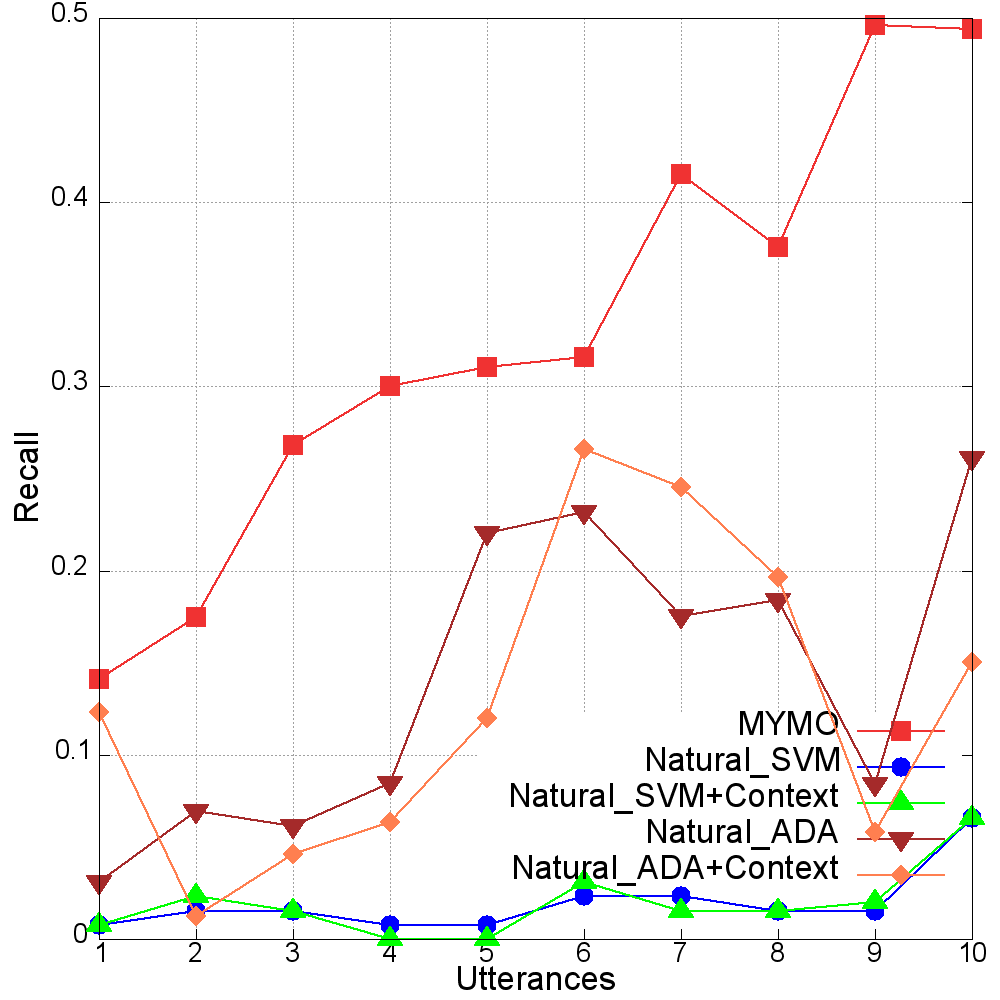 0.5
0.4
0.3
0.2
0.1
0
Recall
MYMO
Natural_SVM
Natural_SVM+Context
Natural_ADA
Natural_ADA+Context
1 2 3 4 5 6 7 8 9 10
Utterances